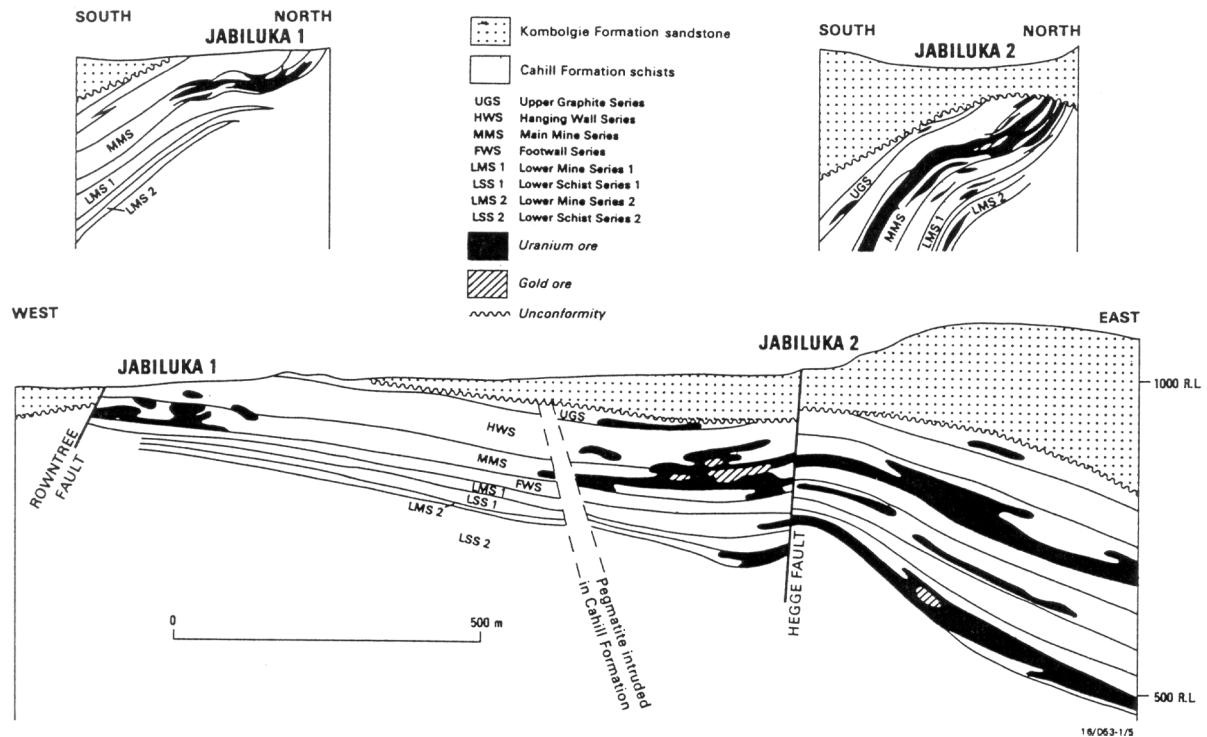 SOUTH NORTH
JABILUKA 1
MMS
LMS 1
LMS 2
Kombolgie Formation sandstone
Cahill Formation schists
UGS Upper Graphite Series
HWS Hanging Wall Series
MMS Main Mine Series
FWS Footwall Series
LMS 1 Lower Mine Series 1
LSS 1 Lower Schist Series 1
LMS 2 Lower Mine Series 2
LSS 2 Lower Schist Series 2
Uranium ore
Gold ore
Unconformity
SOUTH NORTH
JABILUKA 2
UGS
MMS
LMS 1
LMS 2
WEST
EAST
JABILUKA 1
JABILUKA 2
1000 R.L.
UGS
HWS
MMS
FWS
LMS 1
LSS 1
LMS 2
LSS 2
ROWNTREE
FAULT
HEGGE FAULT
Pegmatite intruded
in Cahill Formation
0 500 m
500 R.L
16/D63-1/5